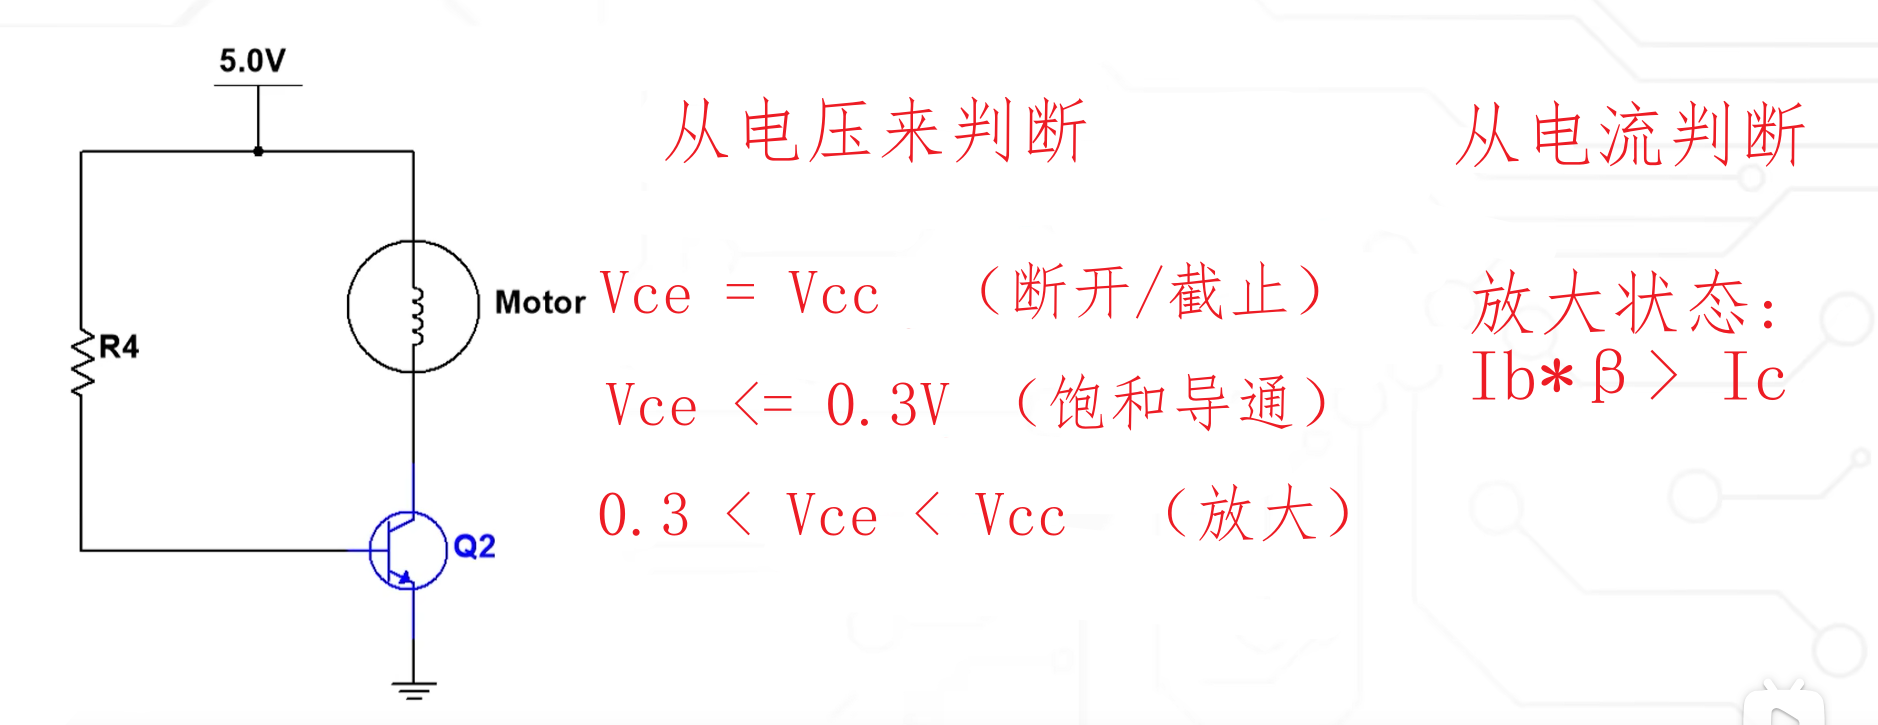 5.0V
R4
Motor
Q2
从电压来判断
Vce = Vcc （断开/截止）
Vce <= 0.3V （饱和导通）
0.3 < Vce < Vcc （放大）
从电流判断
放大状态：
Ib*β> Ic